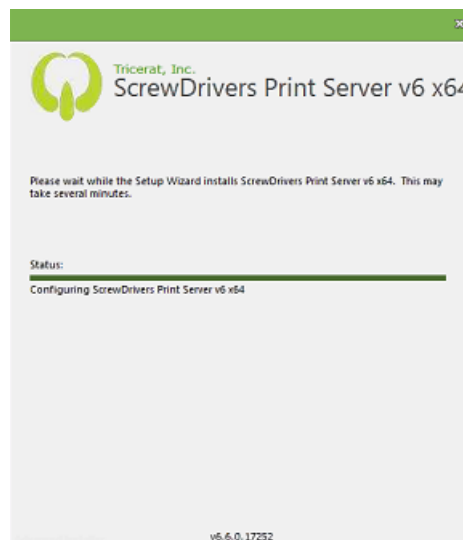 Tricerat, Inc.
ScrewDrivers Print Server v6 x64
Please wait while the Setup Wizard installs ScrewDrivers Print Server v6 x64. This may
take several minutes.
Status:
Configuring ScrewDrivers Print Server v6 x64
v6.6.0.17252